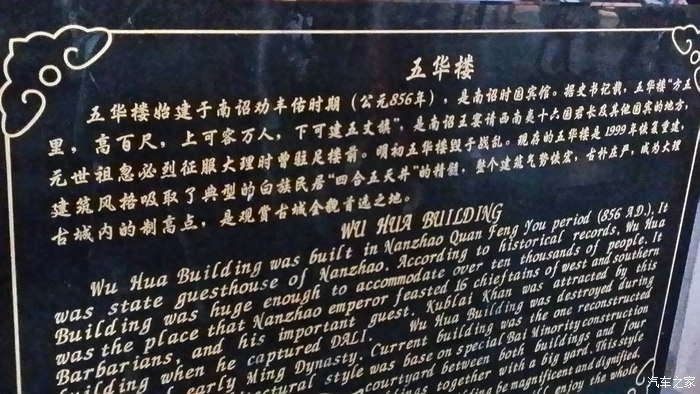 五华楼
五华楼始建于南诏劝丰佑时期（公元856年），是南诏时国宾馆。据史书记载，五华楼“方五
里，高百尺，上可容万人，下可建五丈旗”，是南诏王宴请西南夷十六国君长及其他国宾的地方，
元世祖忽必烈征服大理时曾驻足楼前。明初五华楼毁于战乱。现存的五华楼是1999年恢复重建，
建筑风格吸取了典型的白族民居“四合五天井”的精髓，整个建筑气势恢宏，古朴庄严，成为大理
古城内的制高点，是观赏古城全貌首选之地。
WU HUA BUILDING
Wu Hua Building was built in Nanzhao Quan Feng You period (856 AD.). It
was state guesthouse of Nanzhao. According to historical records, Wu Hua
Building was huge enough to accommodate over ten thousands of people. It
was the place that Nanzhao emperor feasted 16 chieftains of west and southern
Barbarians, and his important guest. Kublai Khan was attracted by this
building when he captured DALI. Wu Hua Building was destroyed during
early Ming Dynasty. Current building was the one reconstructed
style was base on special Bai Minority construction
courtyard between both buildings and four
together with a big yard. This style
building be magnificent and dignified,
enjoy the whole
汽车之家